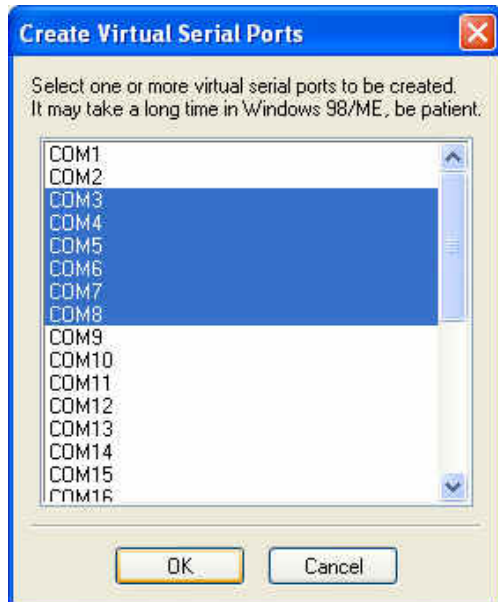 Create Virtual Serial Ports
Select one or more virtual serial ports to be created.
It may take a long time in Windows 98/ME, be patient.
COM1
COM2
COM3
COM4
COM5
COM6
COM7
COM8
COM9
COM10
COM11
COM12
COM13
COM14
COM15
COM16
OK
Cancel